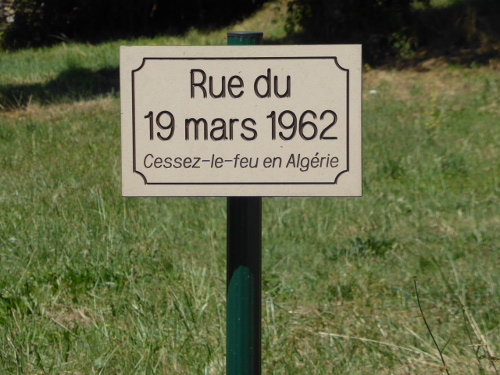 Rue du
19 mars 1962
Cessez-le-feu en Algérie